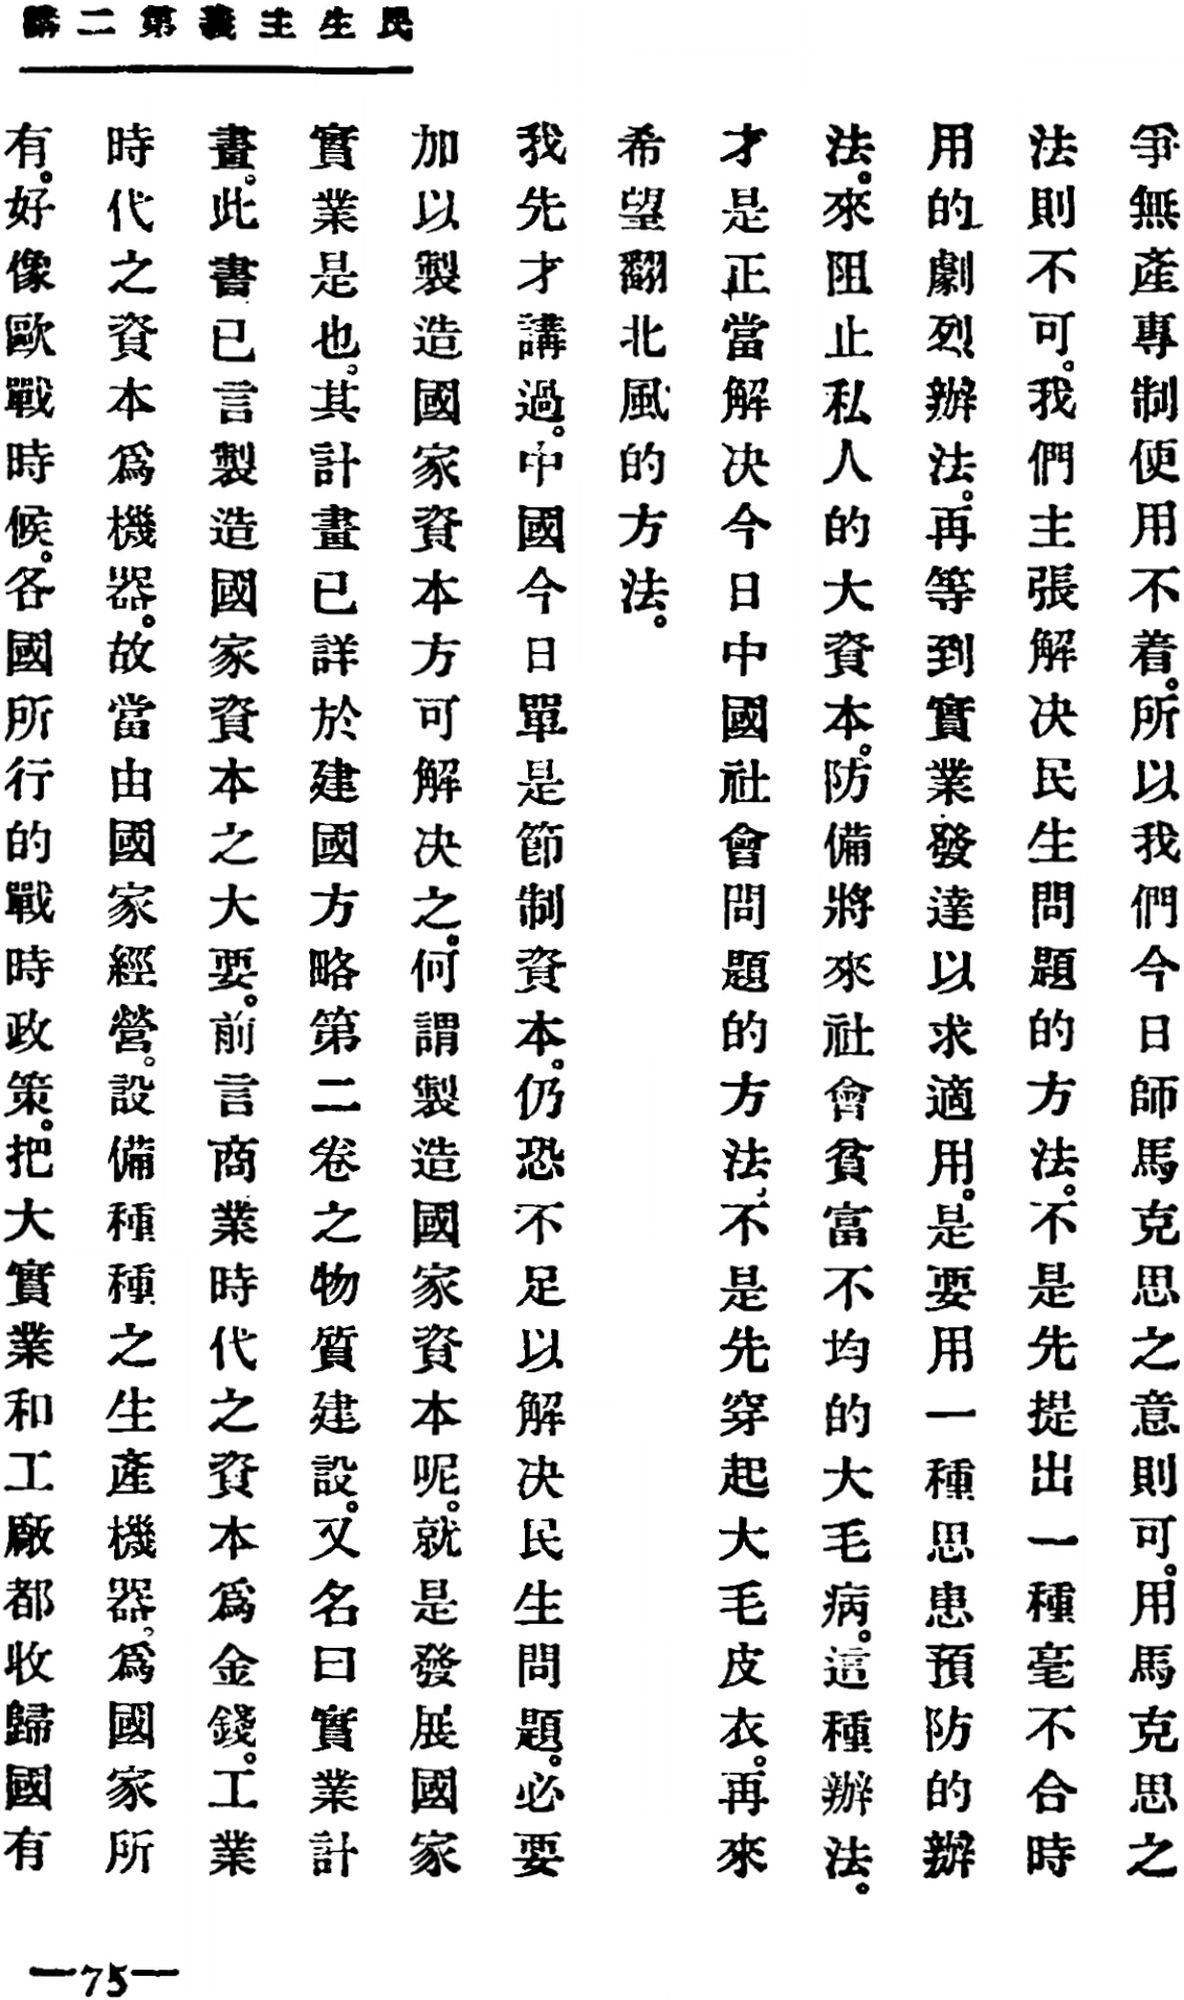 民生主義第二講
爭無產專制便用不着。所以我們今日師馬克思之意則可。用馬克思之
法則不可。我們主張解決民生問題的方法。不是先提出一種毫不合時
用的劇烈辦法。再等到實業發達以求適用。是要用一種思患預防的辦
法。來阻止私人的大資本。防備將來社會貧富不均的大毛病。這種辦法。
才是正當解決今日中國社會問題的方法、不是先穿起大毛皮衣。再來
希望翻北風的方法。
我先才講過。中國今日單是節制資本。仍恐不足以解決民生問題。必要
加以製造國家資本方可解決之。何謂製造國家資本呢。就是發展國家
實業是也。其計畫已詳於建國方略第二卷之物質建設。又名曰實業計
畫。此書已言製造國家資本之大要。前言商業時代之資本爲金錢。工業
時代之資本爲機器。故當由國家經營。設備種種之生產機器、爲國家所
有。好像歐戰時候。各國所行的戰時政策。把大實業和工廠都收歸國有
—75—